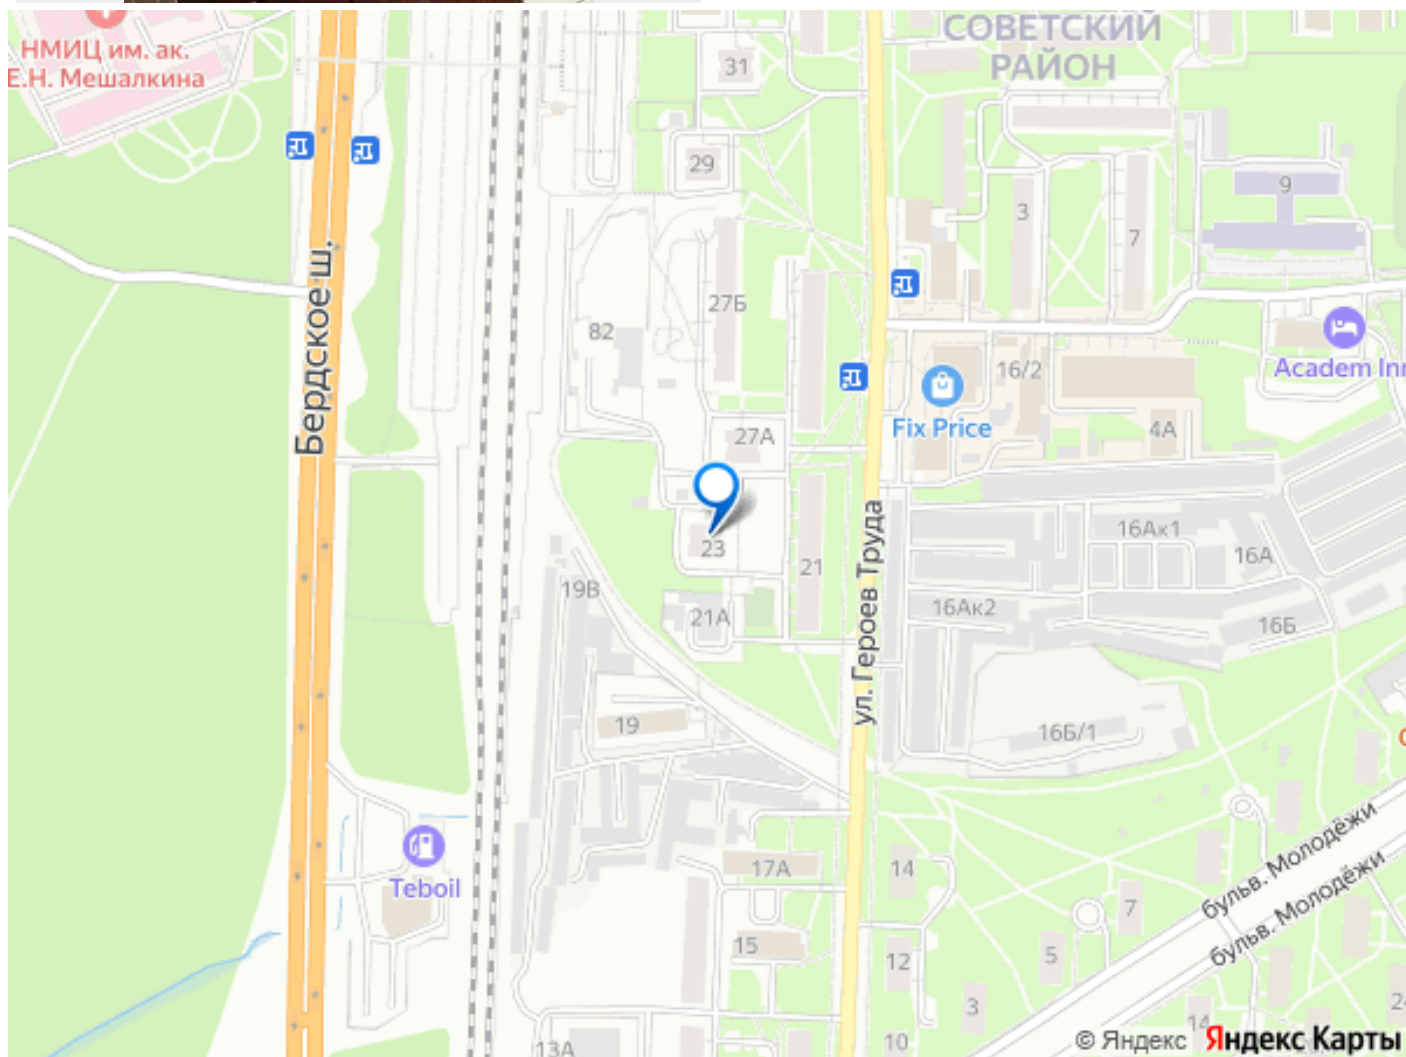 СОВЕТСКИЙ
РАЙОН
НМИЦ им. ак.
Е.Н. Мешалкина
31
29
9
3
7
Бердское ш.
27Б
82
16/2
Academ Inn
Fix Price
4А
27А
23
21
ул. Героев Труда
16Ак1
16А
19В
21А
16Ак2
16Б
19
16Б/1
Teboil
17А
14
бульв. Молодёжи
7
бульв. Молодёжи
15
12
5
3
10
14
13А
© Яндекс Яндекс Карты